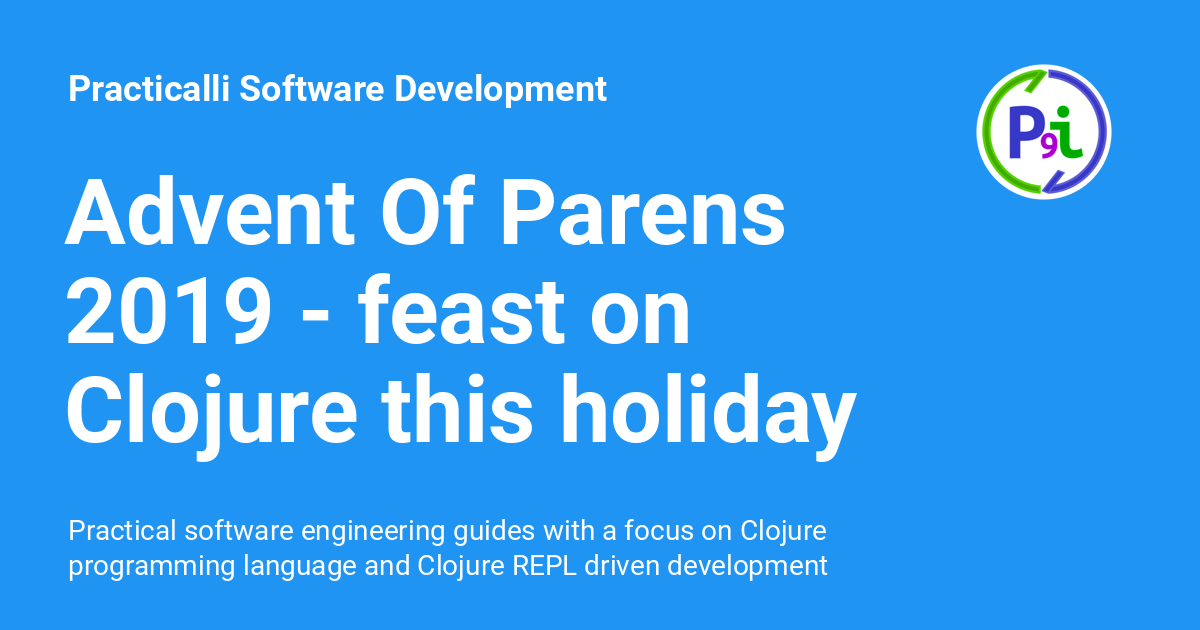 Practicalli Software Development
P9i
Advent Of Parens
2019 - feast on
Clojure this holiday
Practical software engineering guides with a focus on Clojure
programming language and Clojure REPL driven development